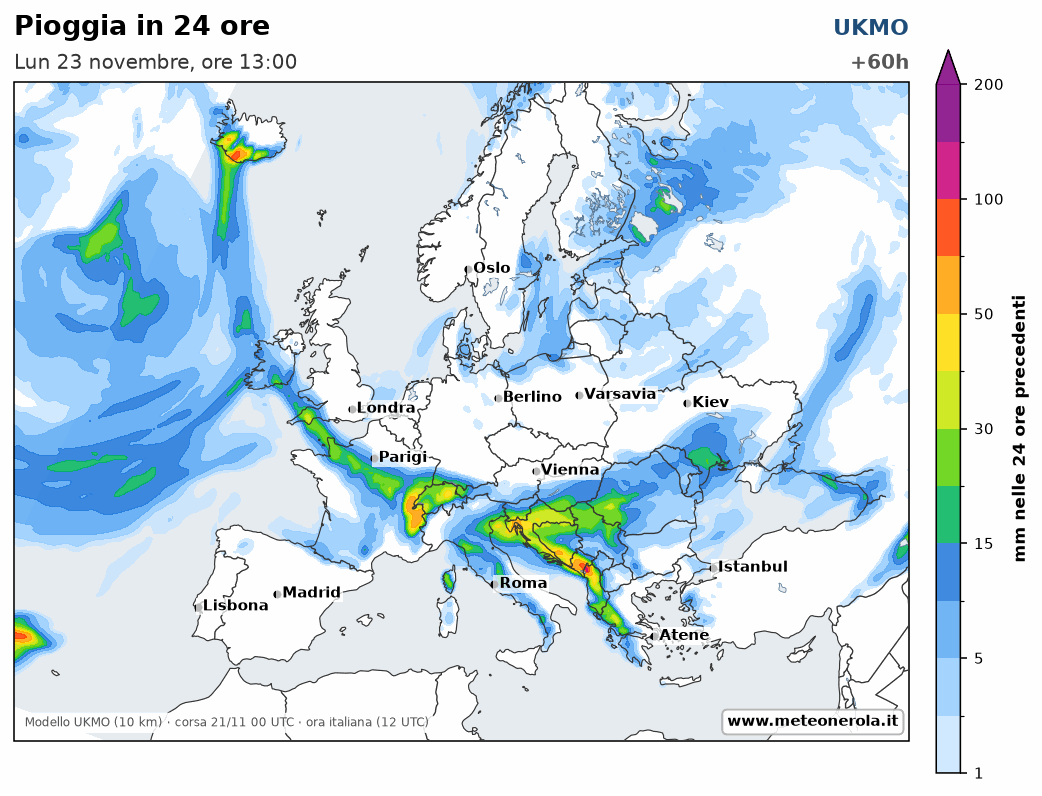 Pioggia in 24 ore
UKMO
Lun 23 novembre, ore 13:00
+60h
200
100
50
30
15
5
1
mm nelle 24 ore precedenti
Oslo
Londra
Berlino
Varsavia
Kiev
Parigi
Vienna
Istanbul
Roma
Madrid
Lisbona
Atene
Modello UKMO (10 km) · corsa 21/11 00 UTC · ora italiana (12 UTC)
www.meteonerola.it